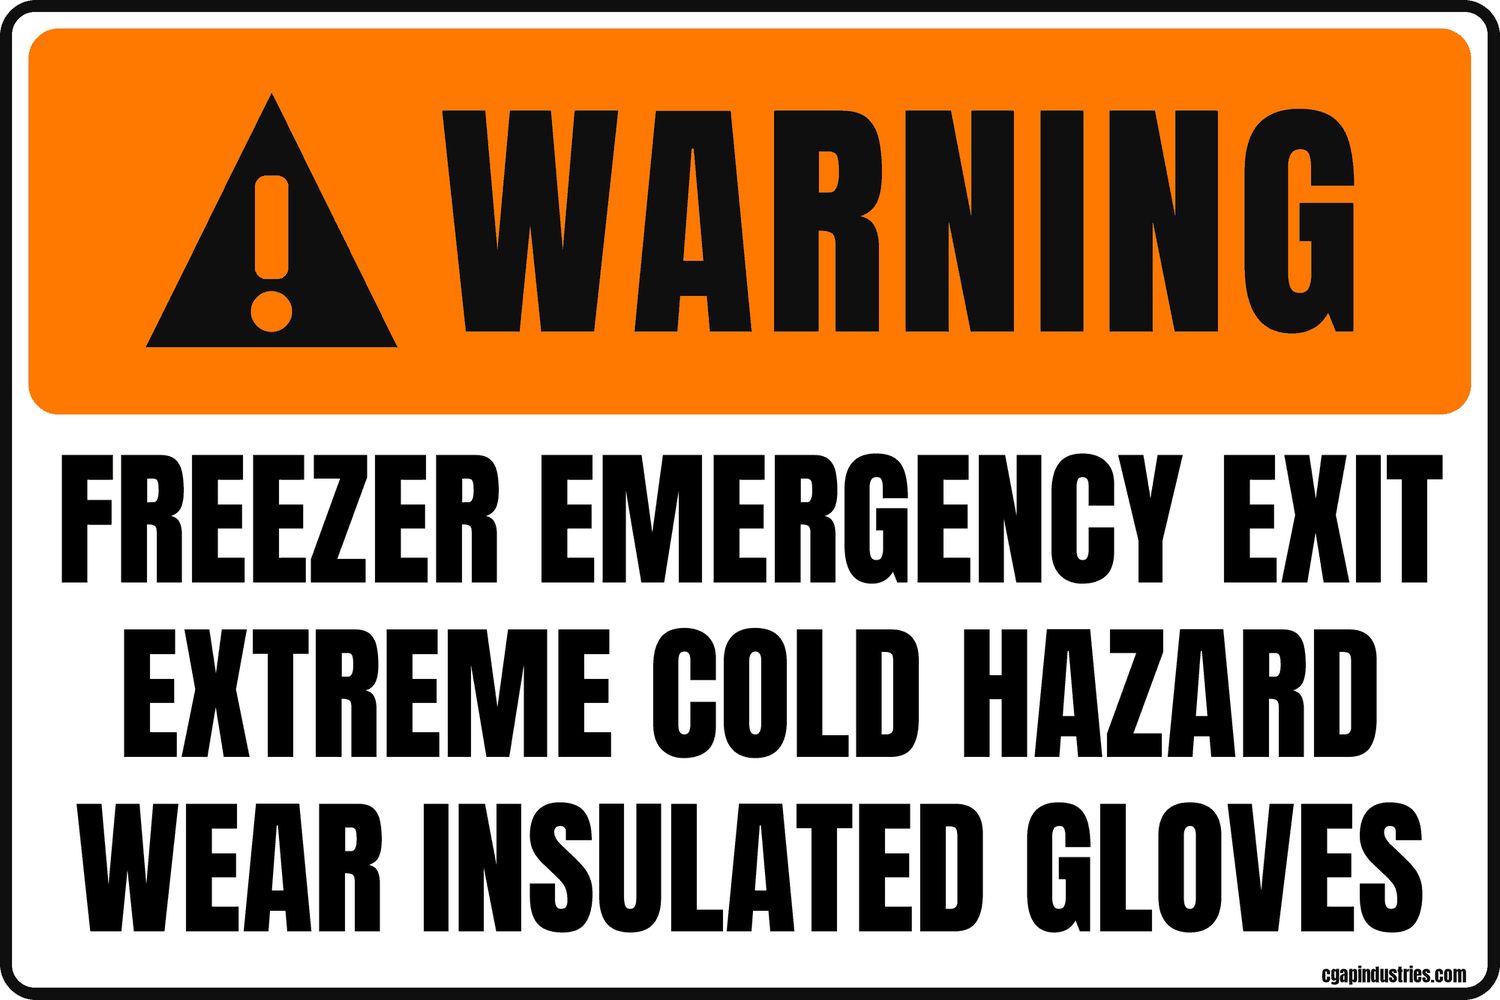 WARNING
FREEZER EMERGENCY EXIT
EXTREME COLD HAZARD
WEAR INSULATED GLOVES
cgapindustries.com